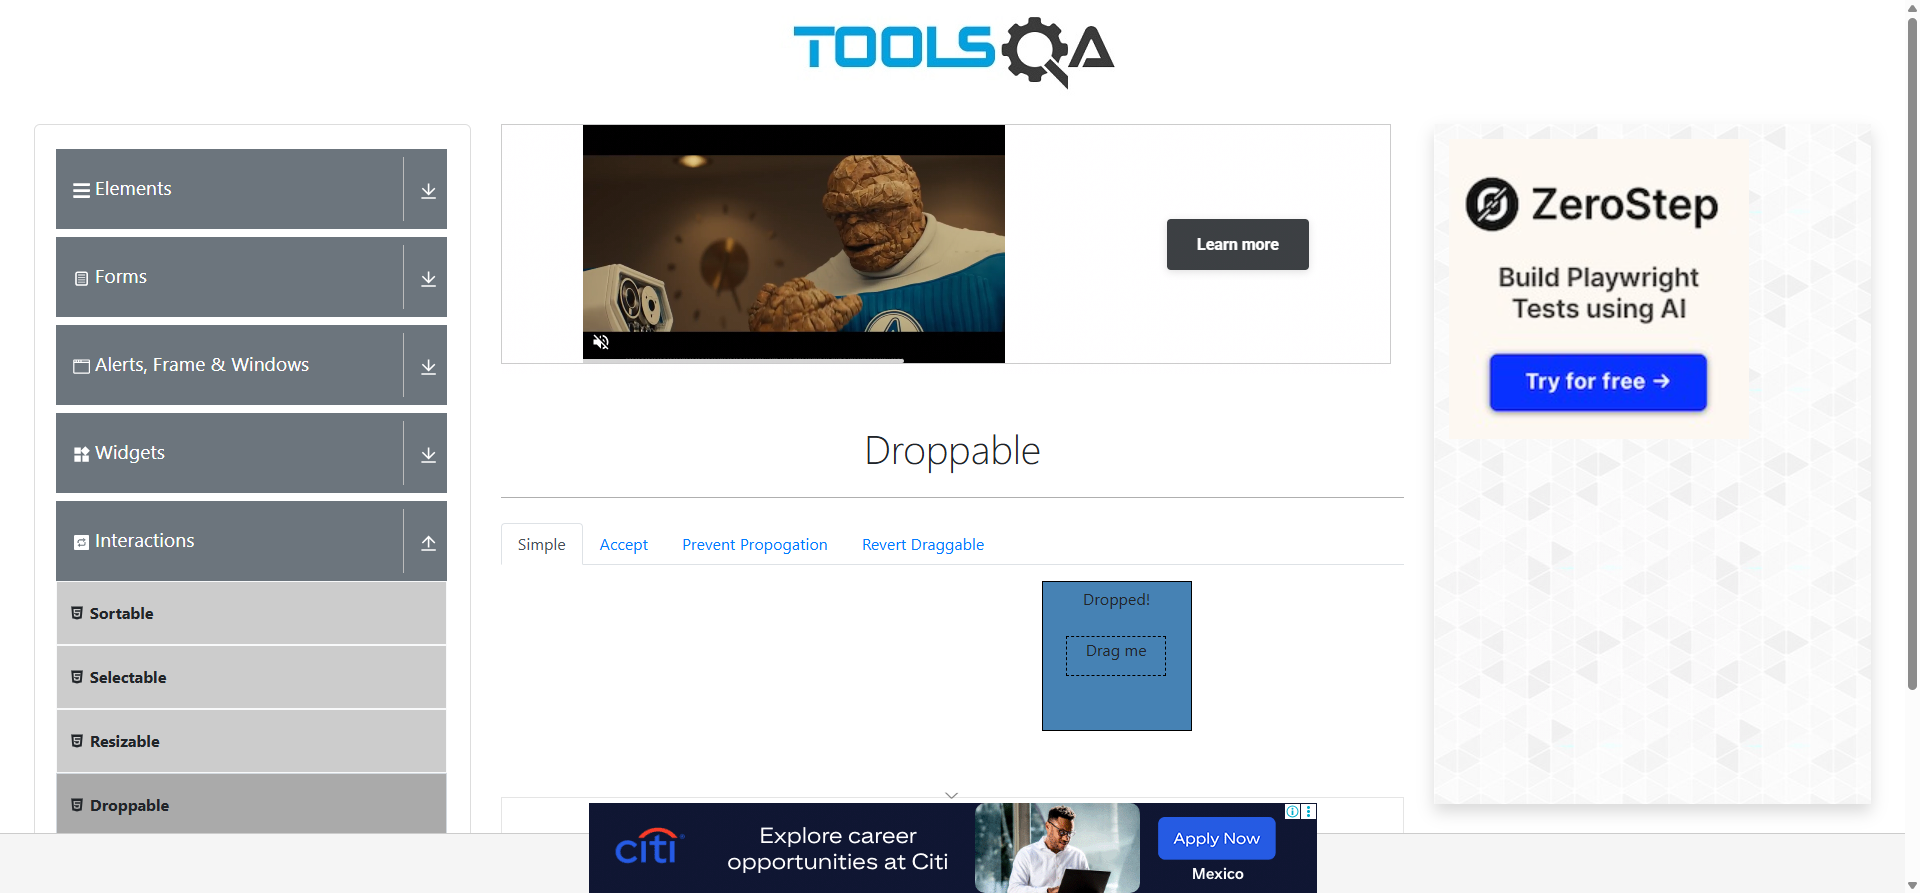 TOOLSQA
Elements
Forms
Alerts, Frame & Windows
Widgets
Interactions
Sortable
Selectable
Resizable
Droppable
Learn more
Droppable
Simple
Accept
Prevent Propogation
Revert Draggable
Dropped!
Drag me
ZeroStep
Build Playwright
Tests using AI
Try for free →
citi
Explore career
opportunities at Citi
Apply Now
Mexico